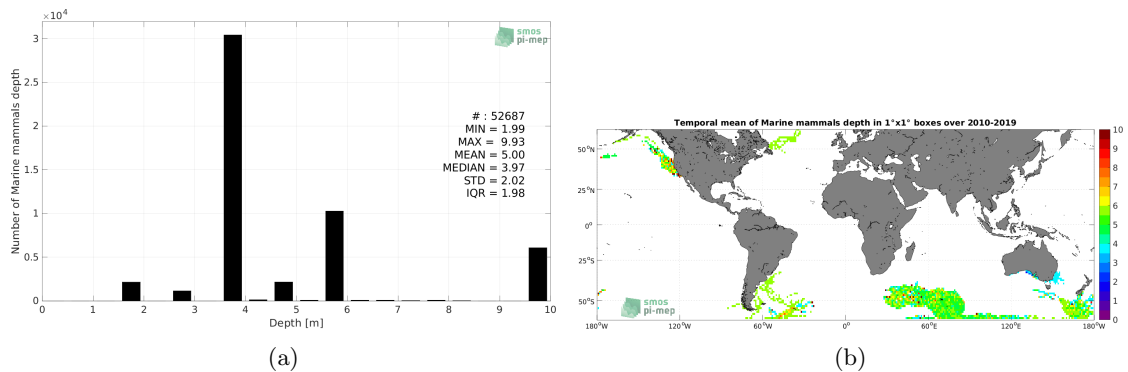 ×10⁴
smos
pi-mep
3
2.5
2
1.5
1
0.5
0
Number of Marine mammals depth
# : 52687
MIN = 1.99
MAX = 9.93
MEAN = 5.00
MEDIAN = 3.97
STD = 2.02
IQR = 1.98
0 1 2 3 4 5 6 7 8 9 10
Depth [m]
(a)
Temporal mean of Marine mammals depth in 1°x1° boxes over 2010-2019
50°N
25°N
0°
25°S
50°S
180°W 120°W 60°W 0° 60°E 120°E 180°W
10
9
8
7
6
5
4
3
2
1
0
smos
pi-mep
(b)